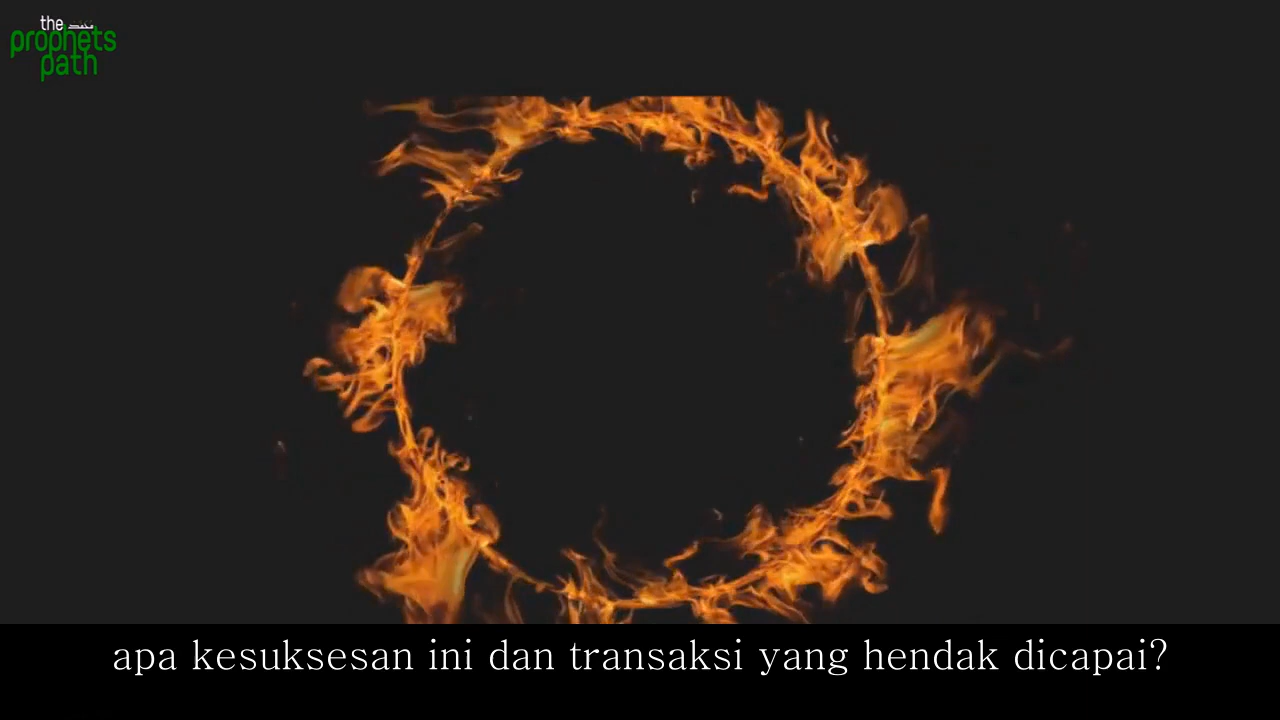 the
prophets
path
apa kesuksesan ini dan transaksi yang hendak dicapai?